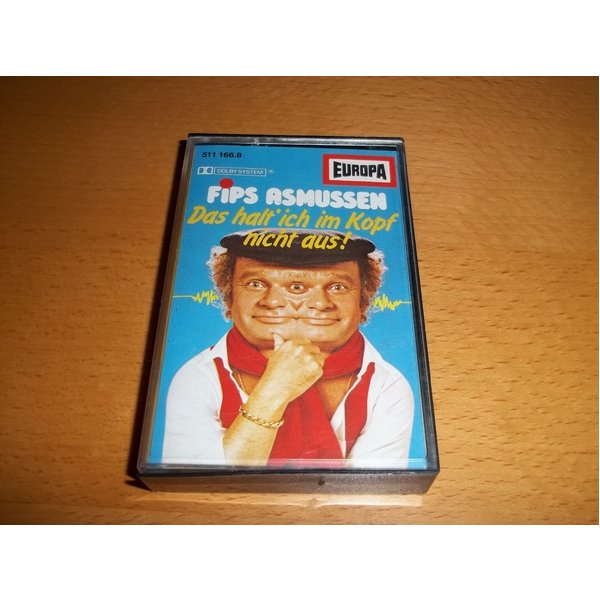 511 166.8
DOLBY SYSTEM
EUROPA
FiPS ASMUSSEN
Das halt' ich im Kopf
nicht aus!